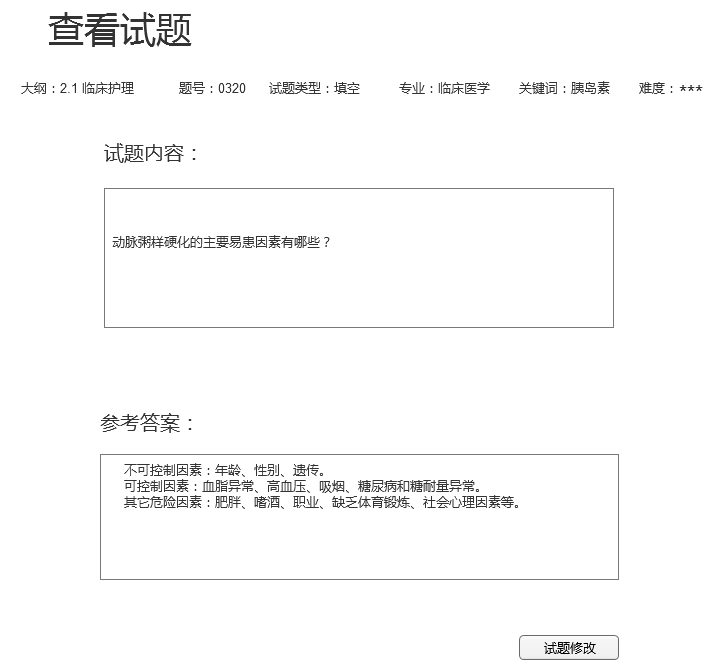 查看试题
大纲：2.1 临床护理 题号：0320 试题类型：填空 专业：临床医学 关键词：胰岛素 难度：***
试题内容：
动脉粥样硬化的主要易患因素有哪些？
参考答案：
不可控制因素：年龄、性别、遗传。
可控制因素：血脂异常、高血压、吸烟、糖尿病和糖耐量异常。
其它危险因素：肥胖、嗜酒、职业、缺乏体育锻炼、社会心理因素等。
试题修改